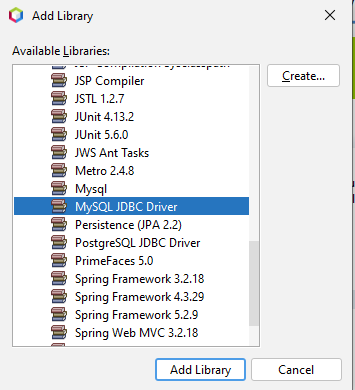 Add Library
Available Libraries:
JSP Compiler
JSTL 1.2.7
JUnit 4.13.2
JUnit 5.6.0
JWS Ant Tasks
Metro 2.4.8
Mysql
MySQL JDBC Driver
Persistence (JPA 2.2)
PostgreSQL JDBC Driver
PrimeFaces 5.0
Spring Framework 3.2.18
Spring Framework 4.3.29
Spring Framework 5.2.9
Spring Web MVC 3.2.18
Create...
Add Library
Cancel